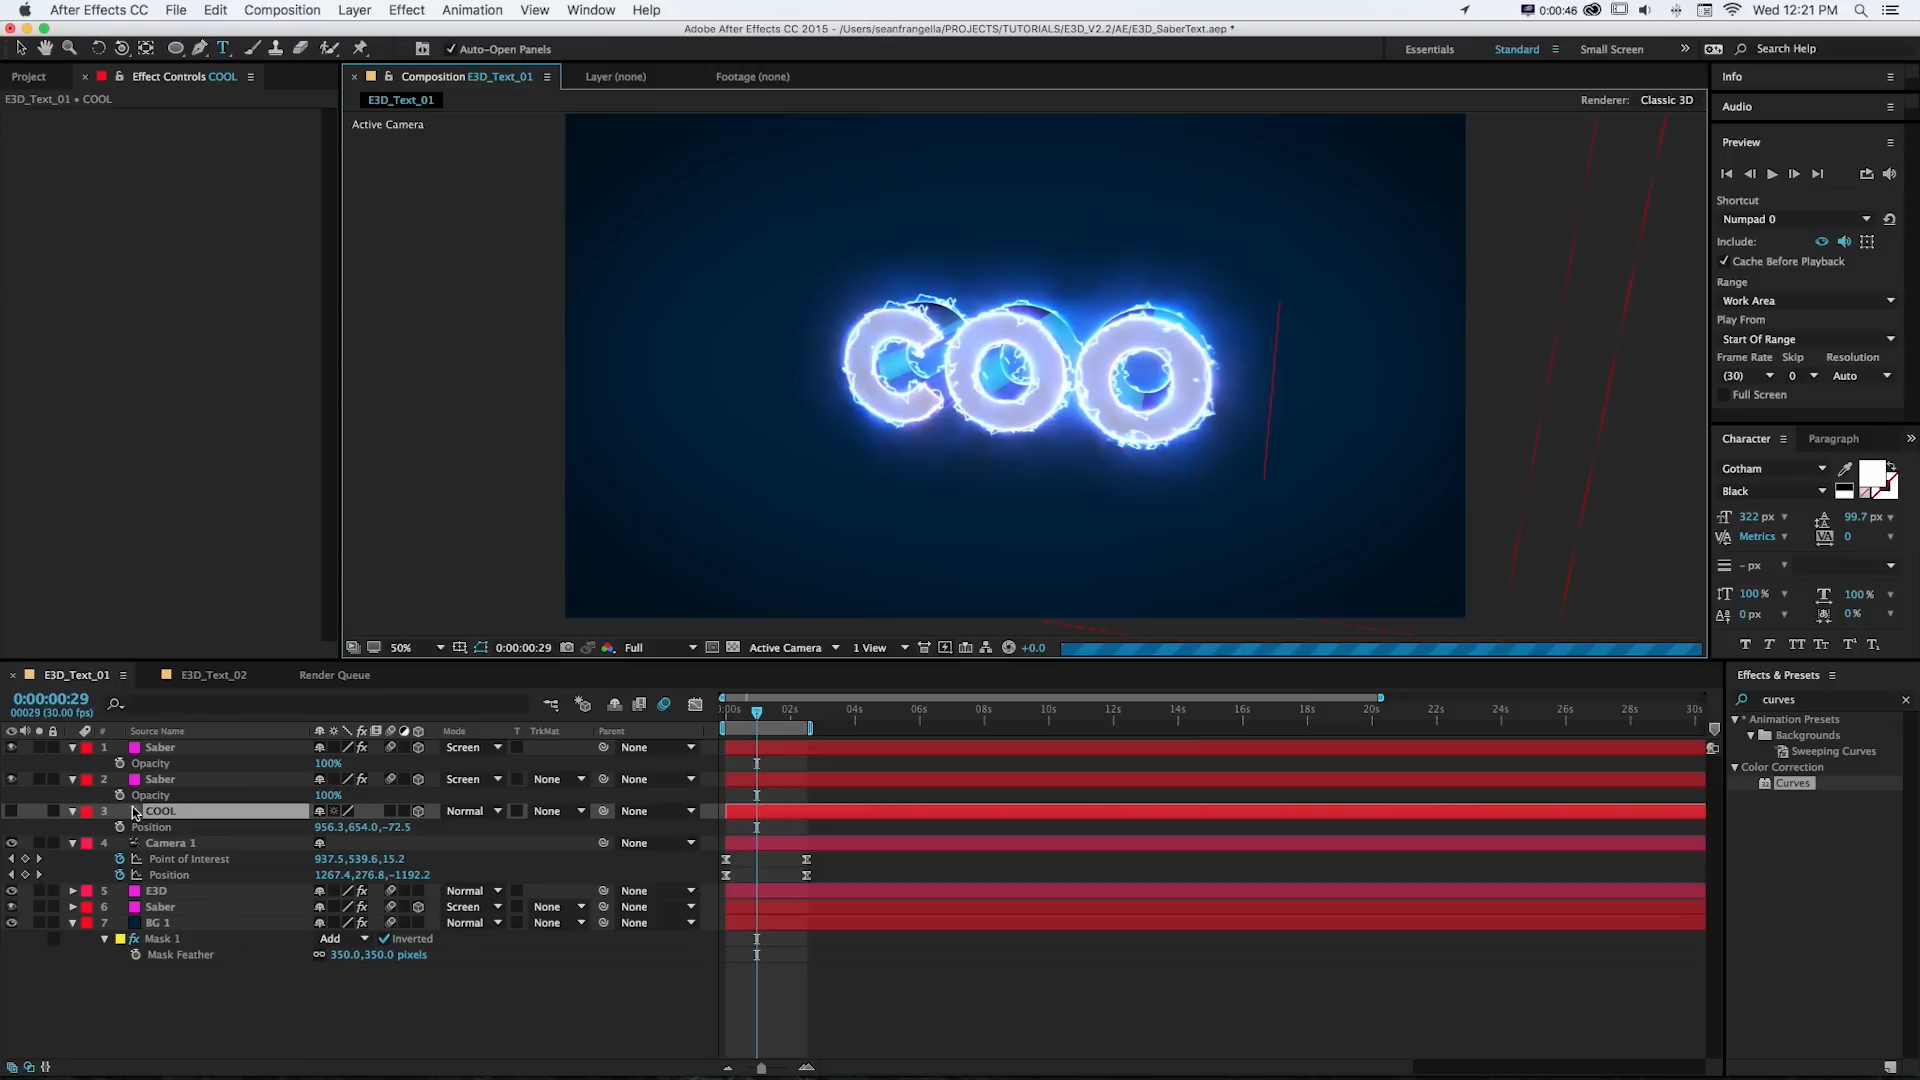 After Effects CC File Edit Composition Layer Effect Animation View Window Help 0:00:46 Wed 12:21 PM
Adobe After Effects CC 2015 - /Users/seanfrangella/PROJECTS/TUTORIALS/E3D_V2.2/AE/E3D_SaberText.aep *
Auto-Open Panels Essentials Standard Small Screen Search Help
Project Effect Controls COOL Composition E3D_Text_01 Layer (none) Footage (none) Info
E3D_Text_01 • COOL E3D_Text_01 Renderer: Classic 3D Audio
Active Camera
Preview
Shortcut
Numpad 0
Include:
Cache Before Playback
Range
Work Area
Play From
Start Of Range
Frame Rate Skip Resolution
(30) 0 Auto
Full Screen
COO
Character Paragraph
Gotham
Black
322 px 99.7 px
Metrics 0
- px
100 % 100 %
0 px 0 %
50% 0:00:00:29 Full Active Camera 1 View +0.0
E3D_Text_01 E3D_Text_02 Render Queue Effects & Presets
0:00:00:29 curves
00029 (30.00 fps)
:00s 02s 04s 06s 08s 10s 12s 14s 16s 18s 20s 22s 24s 26s 28s 30s
* Animation Presets
Backgrounds
Sweeping Curves
Color Correction
Curves
# Source Name Mode T TrkMat Parent
1 Saber Screen None
Opacity 100%
2 Saber Screen None None
Opacity 100%
3 COOL Normal None None
Position 956.3,654.0,-72.5
4 Camera 1 None
Point of Interest 937.5,539.6,15.2
Position 1267.4,276.8,-1192.2
5 E3D Normal None None
6 Saber Screen None None
7 BG 1 Normal None None
Mask 1 Add Inverted
Mask Feather 350.0,350.0 pixels